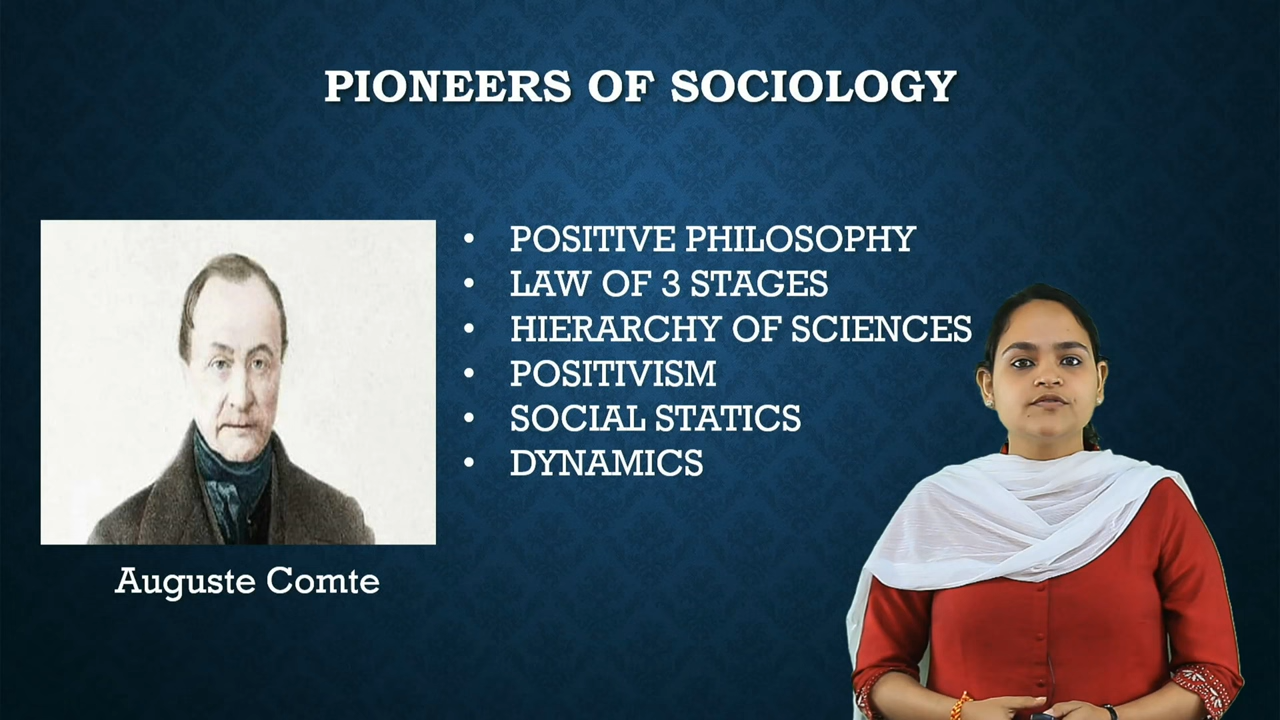 PIONEERS OF SOCIOLOGY
• POSITIVE PHILOSOPHY
• LAW OF 3 STAGES
• HIERARCHY OF SCIENCES
• POSITIVISM
• SOCIAL STATICS
• DYNAMICS
Auguste Comte